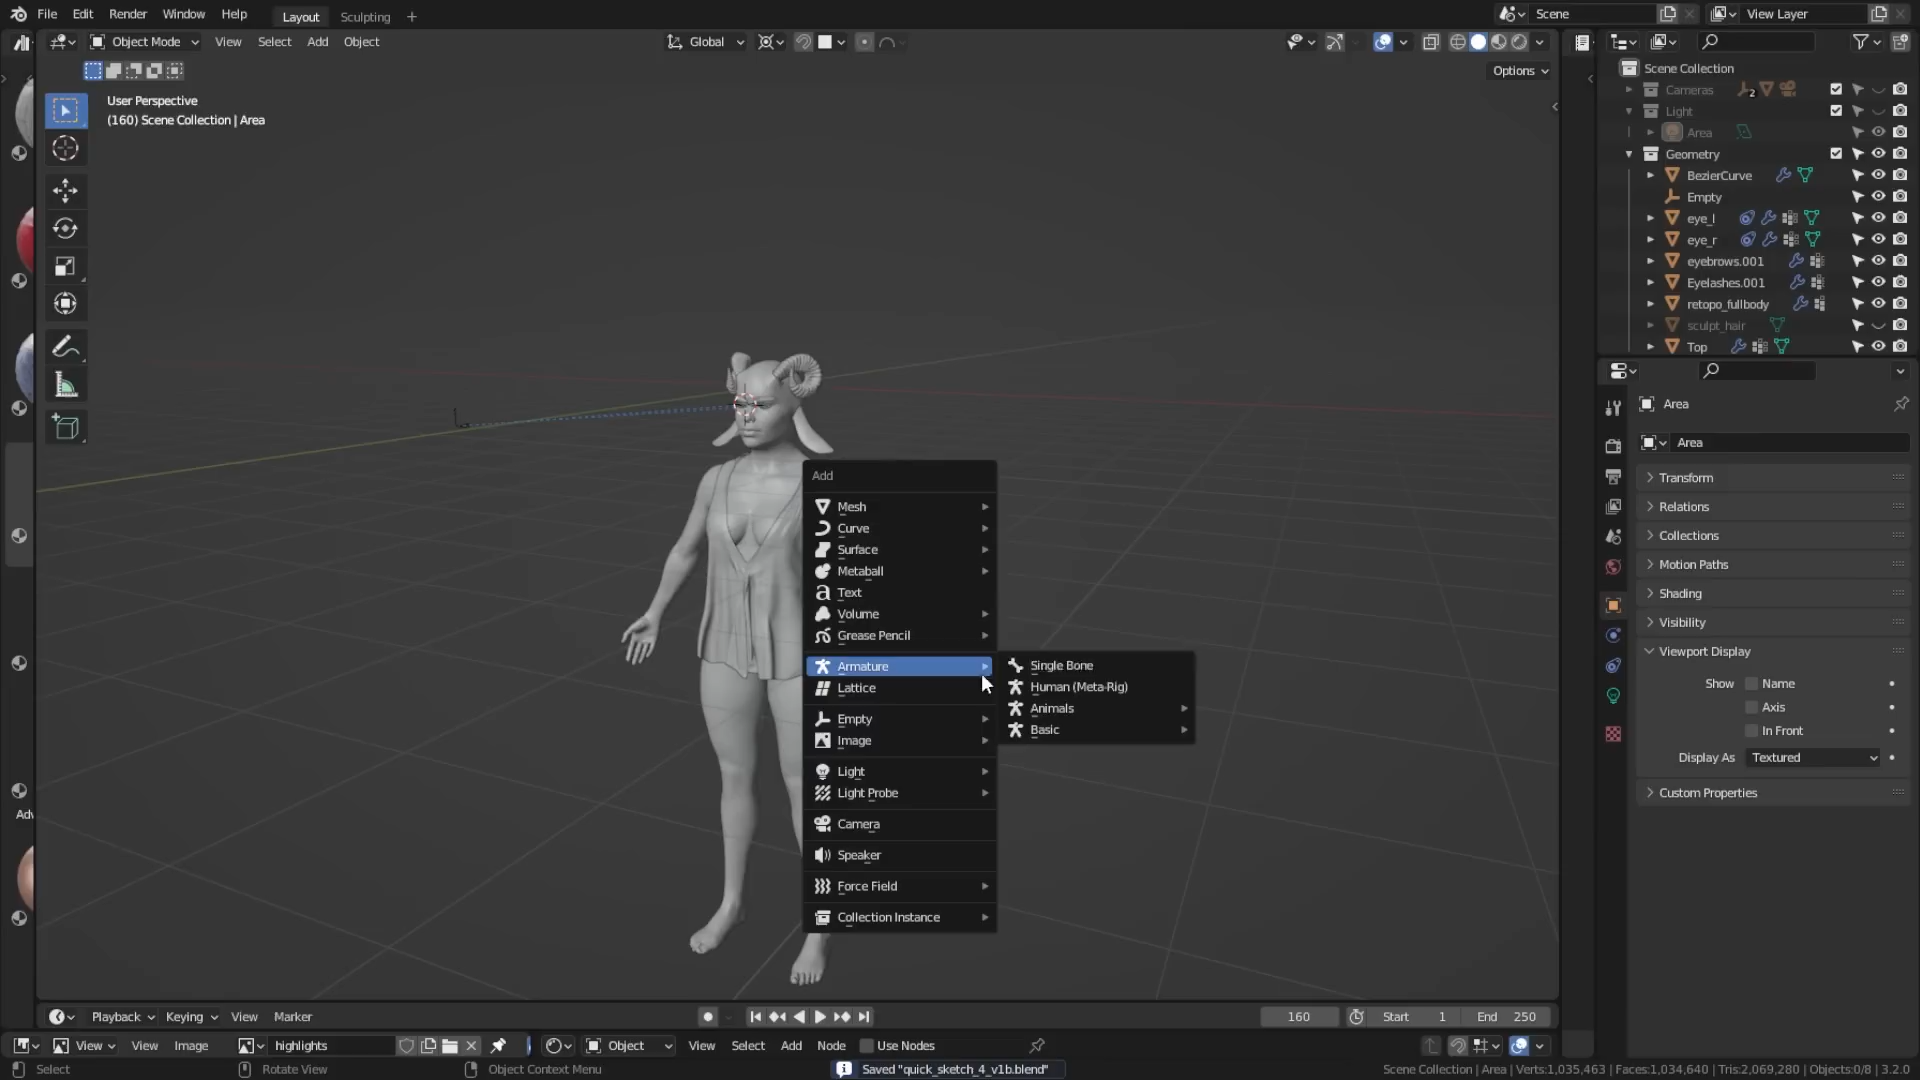 File Edit Render Window Help Layout Sculpting + Scene View Layer
Object Mode View Select Add Object Global
Options
User Perspective
(160) Scene Collection | Area
Scene Collection
Cameras 2
Light
Area
Geometry
BezierCurve
Empty
eye_l
eye_r
eyebrows.001
Eyelashes.001
retopo_fullbody
sculpt_hair
Top
Area
Area
Transform
Relations
Collections
Motion Paths
Shading
Visibility
Viewport Display
Show Name
Axis
In Front
Display As Textured
Custom Properties
Add
Mesh
Curve
Surface
Metaball
Text
Volume
Grease Pencil
Armature
Lattice
Empty
Image
Light
Light Probe
Camera
Speaker
Force Field
Collection Instance
Single Bone
Human (Meta-Rig)
Animals
Basic
Playback Keying View Marker 160 Start 1 End 250
View View Image highlights Object View Select Add Node Use Nodes
Select Rotate View Object Context Menu Saved "quick_sketch_4_v1b.blend" Scene Collection | Area | Verts:1,035,463 | Faces:1,034,640 | Tris:2,069,280 | Objects:0/8 | 3.2.0